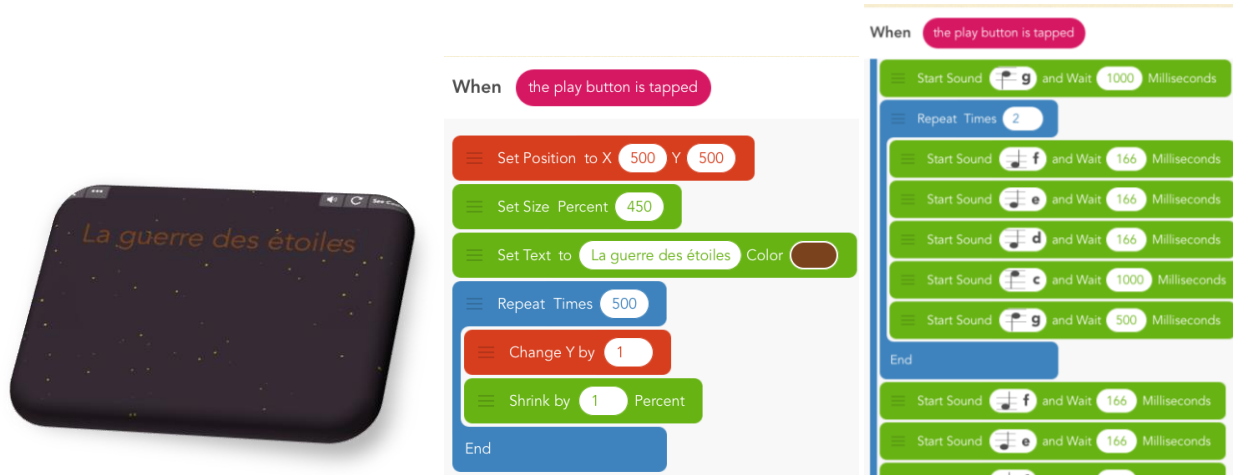 La guerre des étoiles
When the play button is tapped
Set Position to X 500 Y 500
Set Size Percent 450
Set Text to La guerre des étoiles Color
Repeat Times 500
Change Y by 1
Shrink by 1 Percent
End
When the play button is tapped
Start Sound g and Wait 1000 Milliseconds
Repeat Times 2
Start Sound f and Wait 166 Milliseconds
Start Sound e and Wait 166 Milliseconds
Start Sound d and Wait 166 Milliseconds
Start Sound c and Wait 1000 Milliseconds
Start Sound g and Wait 500 Milliseconds
End
Start Sound f and Wait 166 Milliseconds
Start Sound e and Wait 166 Milliseconds